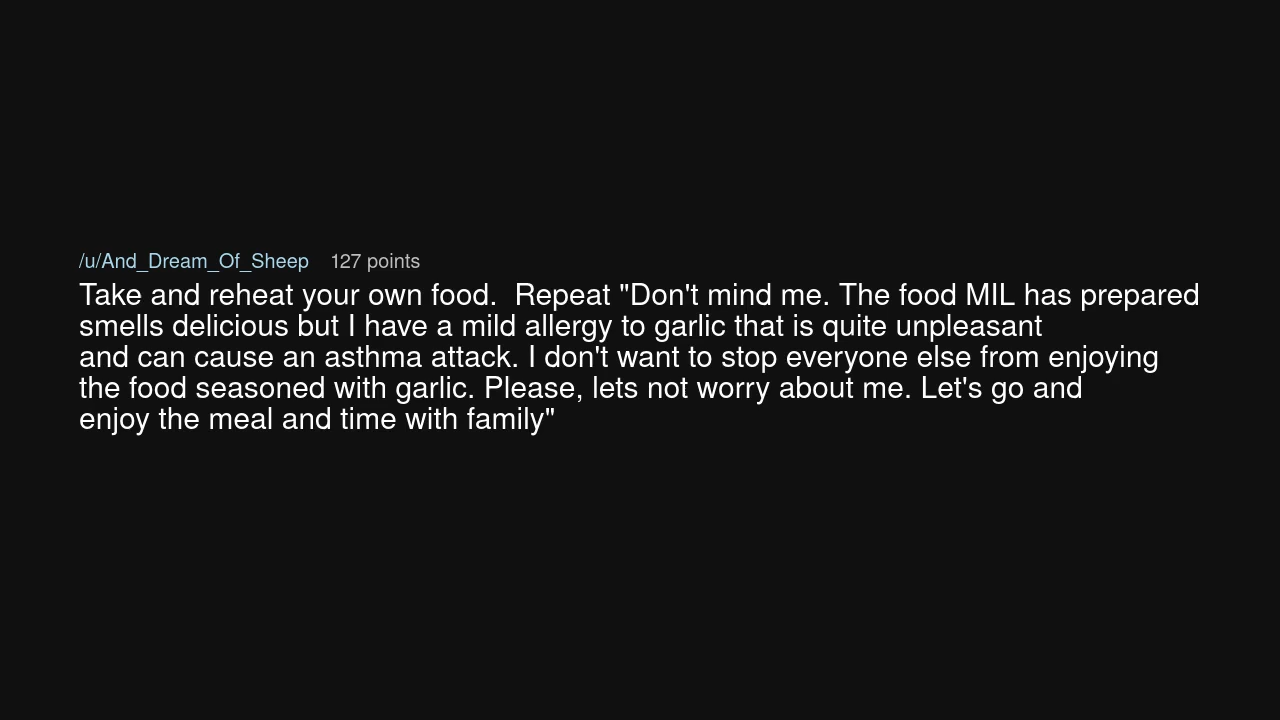 /u/And_Dream_Of_Sheep 127 points
Take and reheat your own food.  Repeat "Don't mind me. The food MIL has prepared
smells delicious but I have a mild allergy to garlic that is quite unpleasant
and can cause an asthma attack. I don't want to stop everyone else from enjoying
the food seasoned with garlic. Please, lets not worry about me. Let's go and
enjoy the meal and time with family"